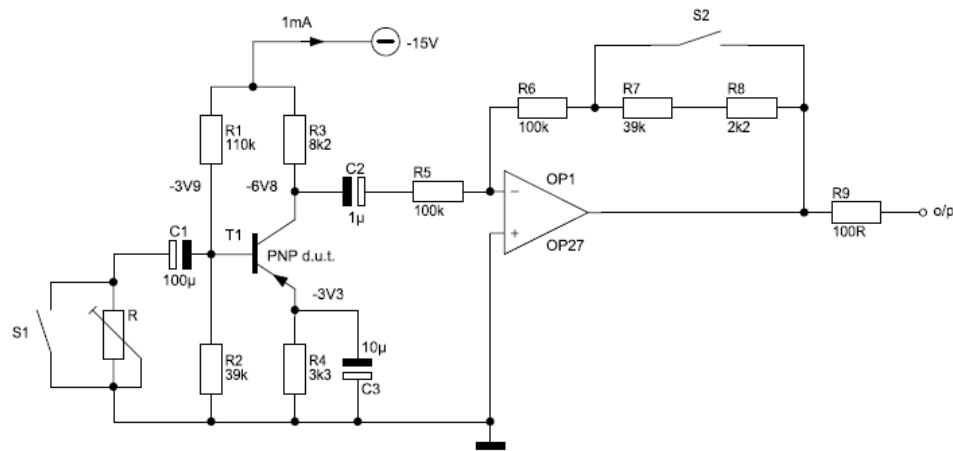 1mA
-15V
S2
R6
100k
R7
39k
R8
2k2
R1
110k
R3
8k2
-3V9
-6V8
C2
1µ
R5
100k
OP1
−
+
OP27
R9
100R
o/p
C1
100µ
T1
PNP d.u.t.
-3V3
S1
R
R2
39k
R4
3k3
10µ
C3